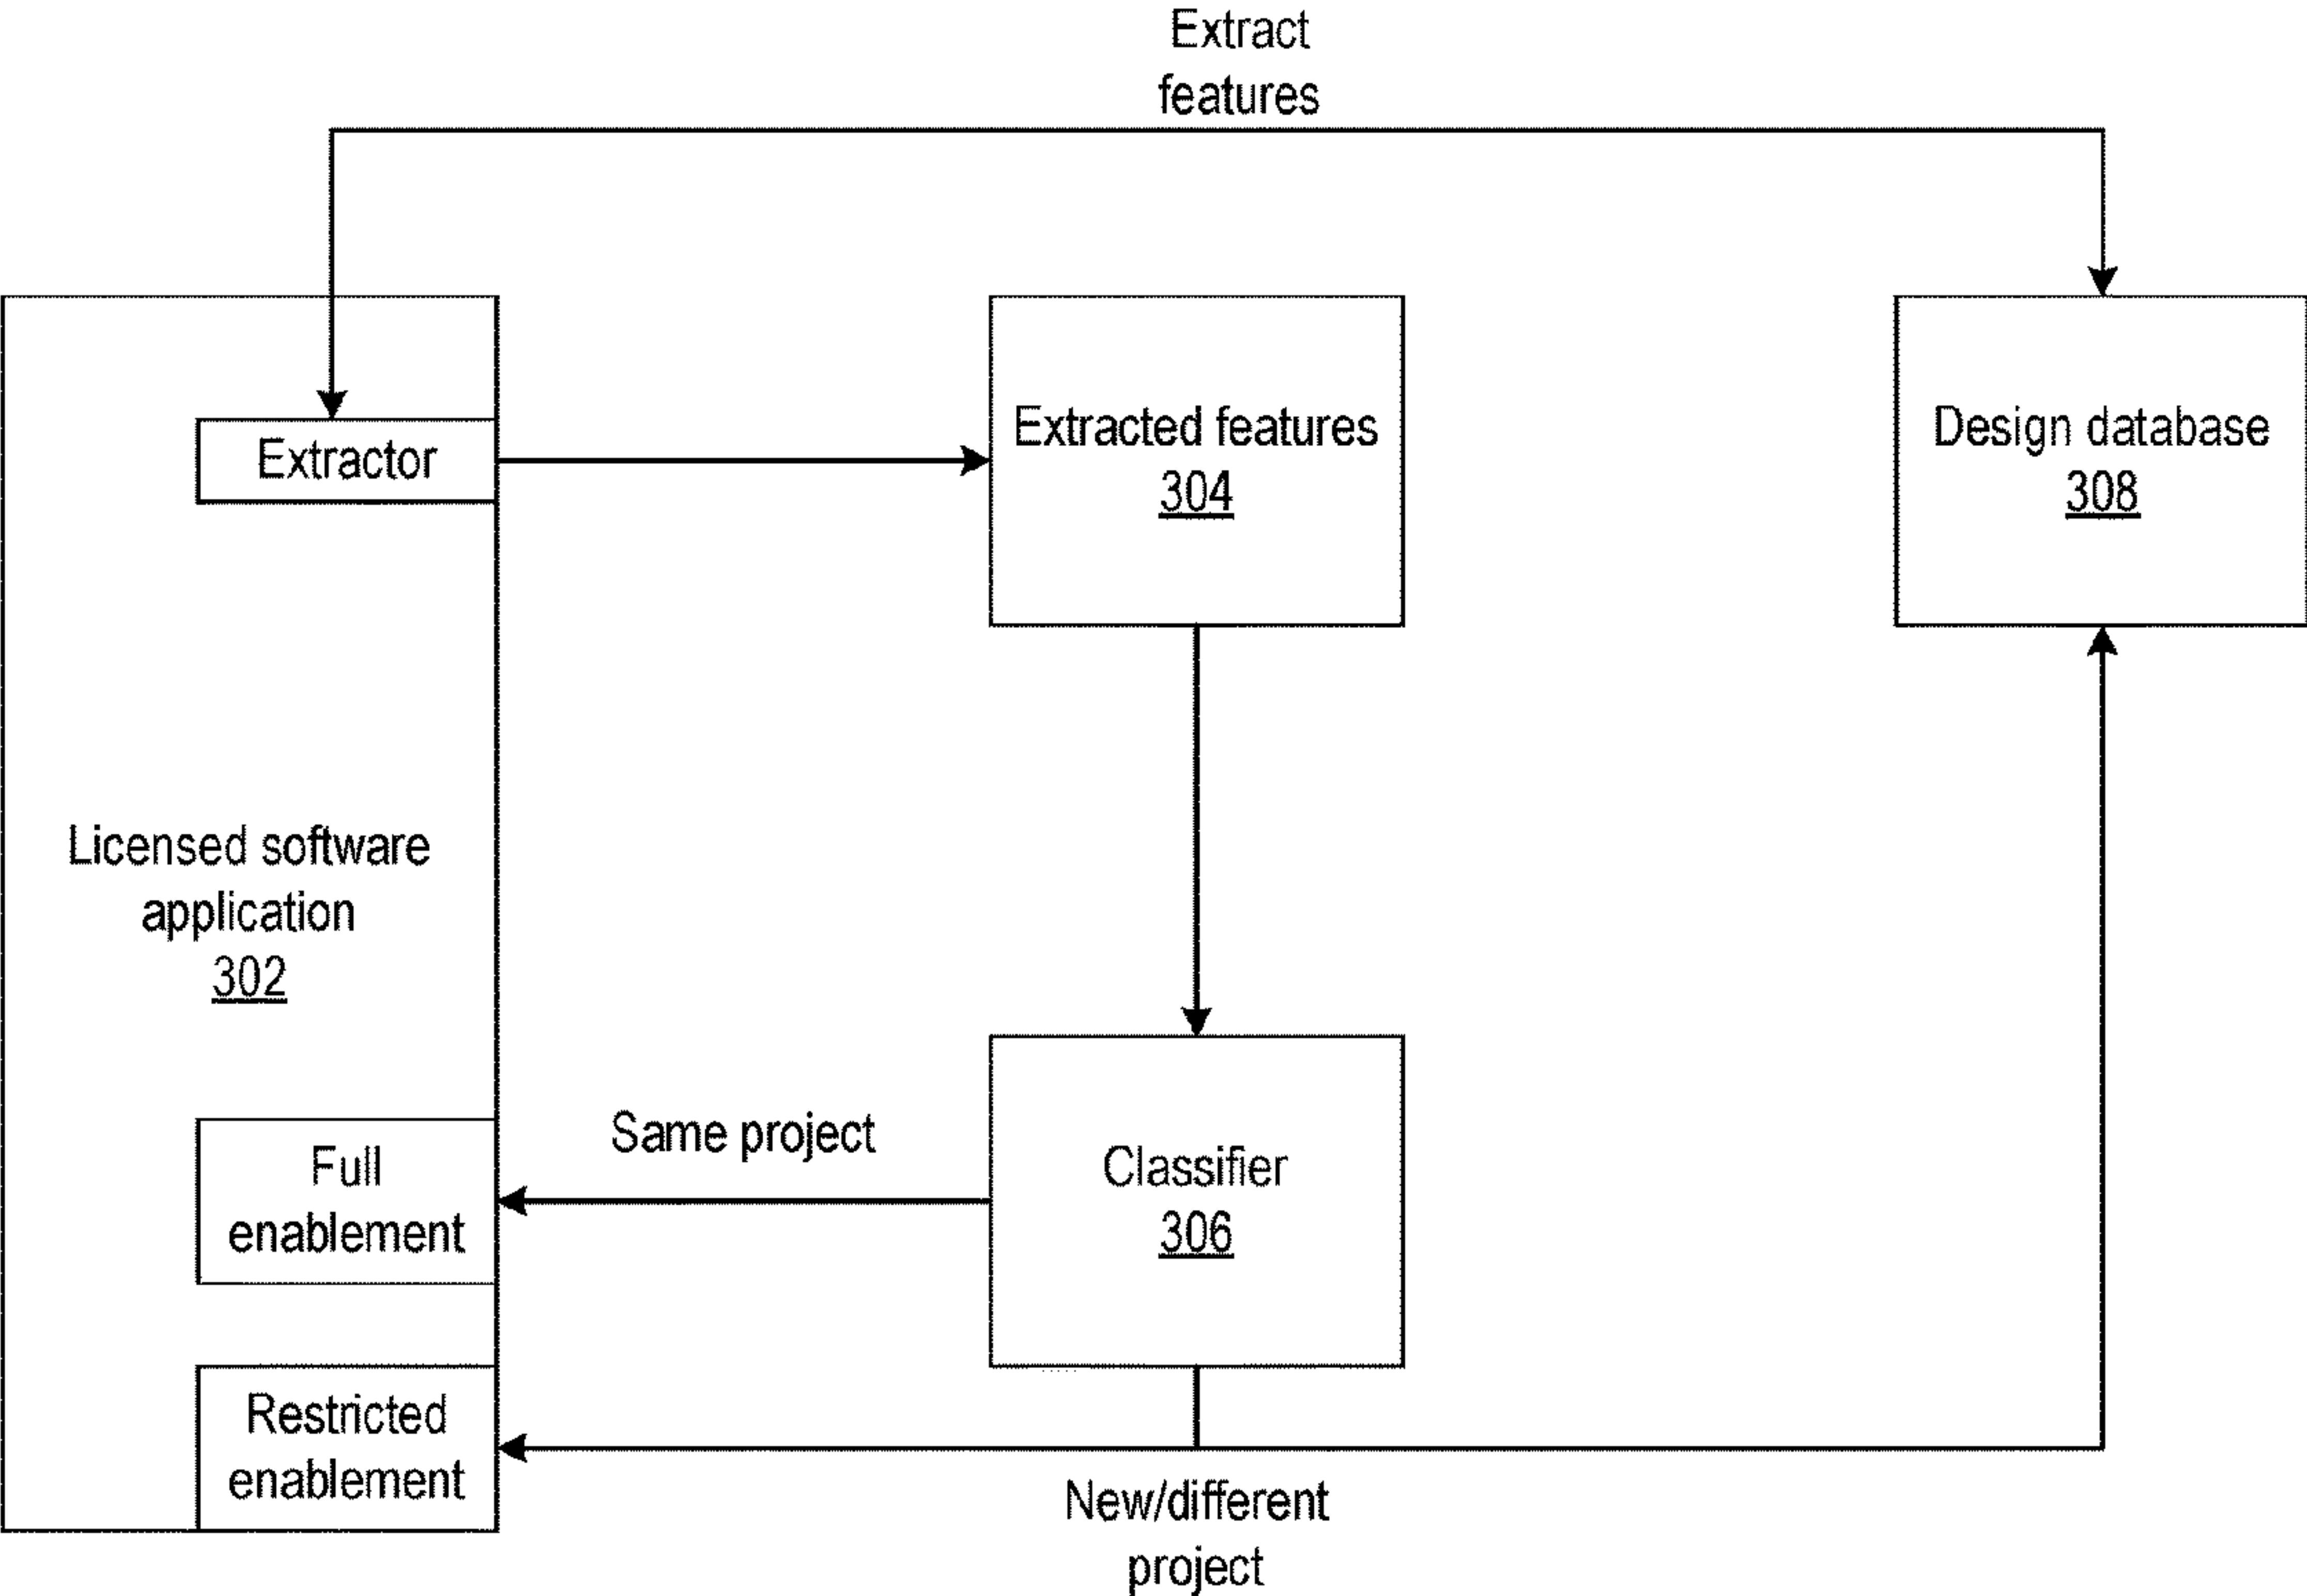 Extract
features
Extractor
Extracted features
304
Design database
308
Licensed software
application
302
Same project
Full
enablement
Classifier
306
Restricted
enablement
New/different
project